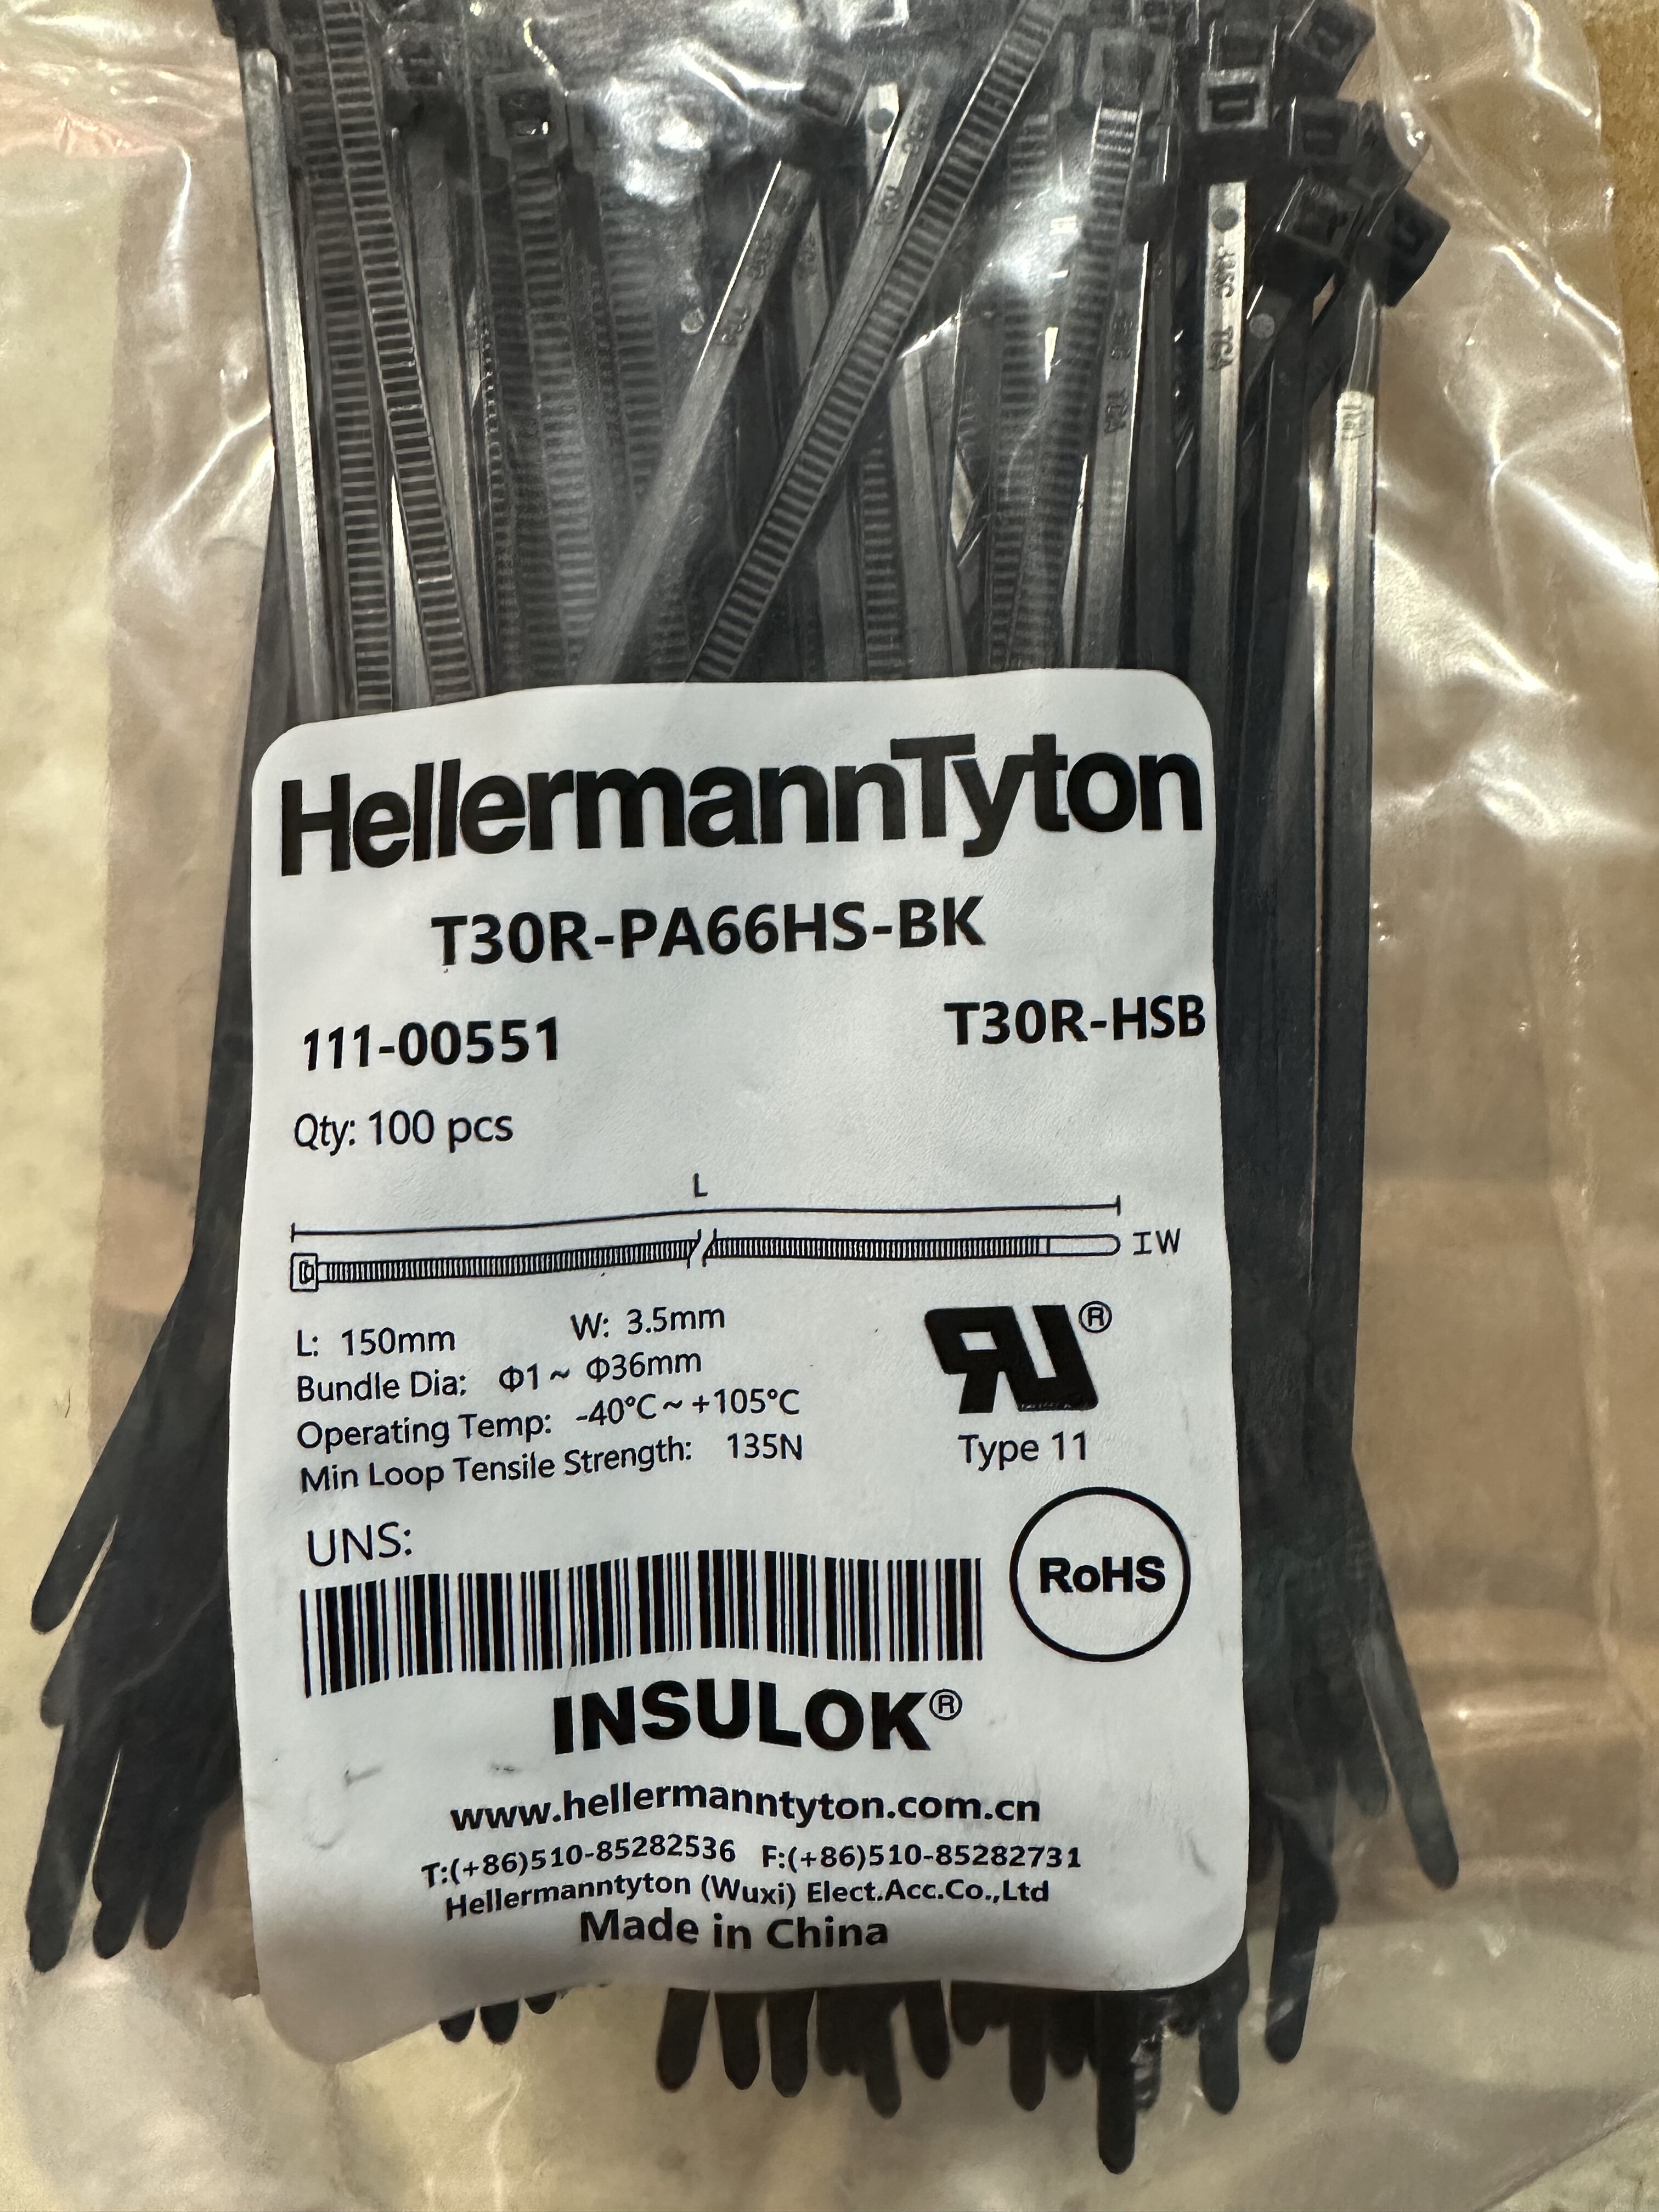 HellermannTyton
T30R-PA66HS-BK
111-00551 T30R-HSB
Qty: 100 pcs
L
W
L: 150mm W: 3.5mm
Bundle Dia: Φ1 ~ Φ36mm
Operating Temp: -40°C ~ +105°C
Min Loop Tensile Strength: 135N
RU®
Type 11
UNS:
RoHS
INSULOK®
www.hellermanntyton.com.cn
T:(+86)510-85282536 F:(+86)510-85282731
Hellermanntyton (Wuxi) Elect.Acc.Co.,Ltd
Made in China